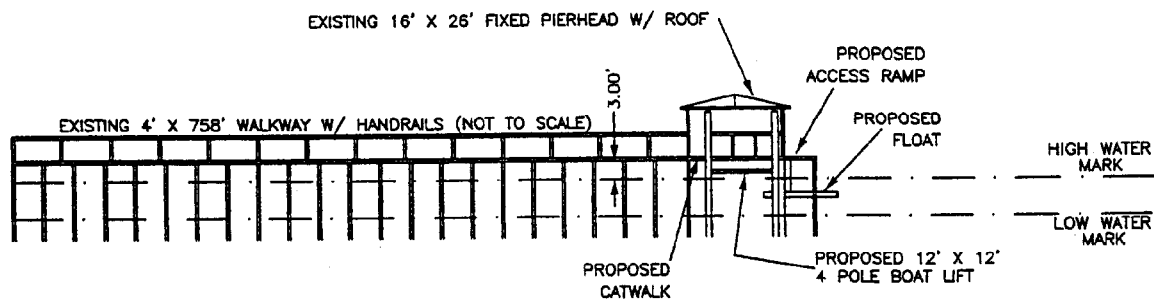 EXISTING 16' X 26' FIXED PIERHEAD W/ ROOF
PROPOSED
ACCESS RAMP
3.00'
EXISTING 4' X 758' WALKWAY W/ HANDRAILS (NOT TO SCALE)
PROPOSED
FLOAT
HIGH WATER
MARK
LOW WATER
MARK
PROPOSED
CATWALK
PROPOSED 12' X 12'
4 POLE BOAT LIFT